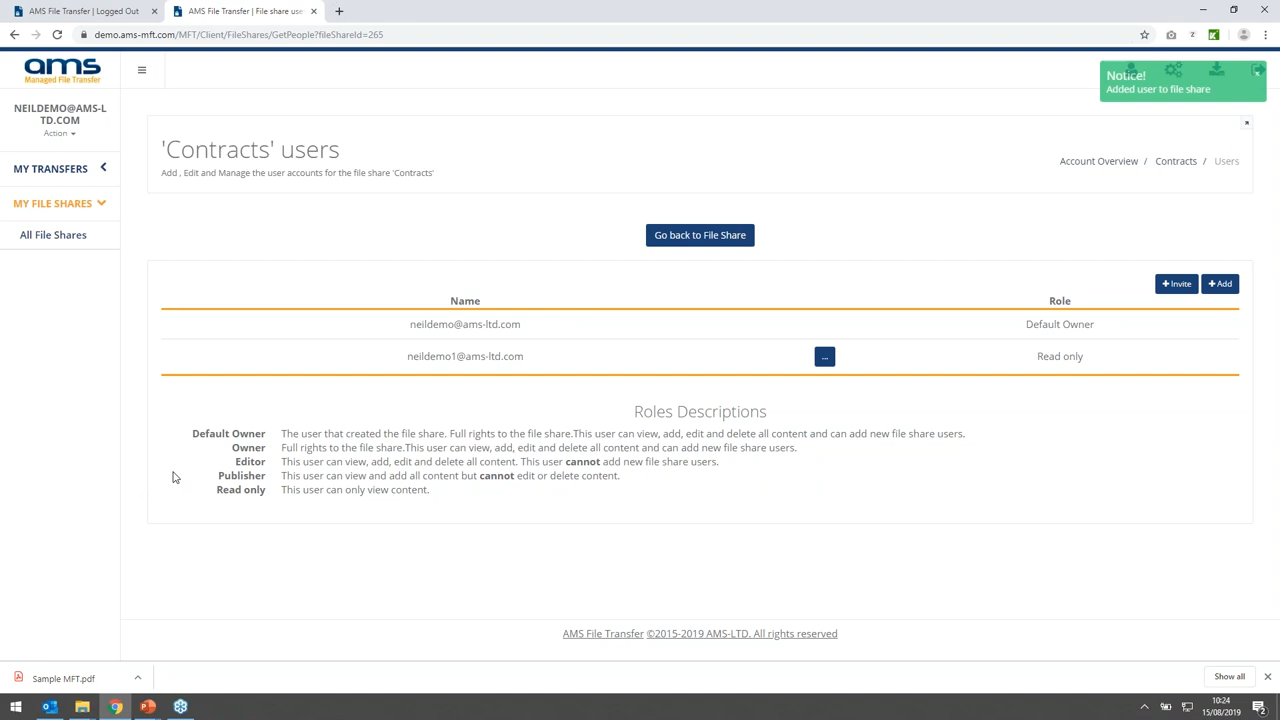 AMS File Transfer | Logged Out
AMS File Transfer | File share use
demo.ams-mft.com/MFT/Client/FileShares/GetPeople?fileShareId=265
ams
Managed File Transfer
Notice!
Added user to file share
NEILDEMO@AMS-L
TD.COM
Action
MY TRANSFERS
MY FILE SHARES
All File Shares
'Contracts' users
Add , Edit and Manage the user accounts for the file share 'Contracts'
Account Overview / Contracts / Users
Go back to File Share
+ Invite
+ Add
Name Role
neildemo@ams-ltd.com Default Owner
neildemo1@ams-ltd.com ... Read only
Roles Descriptions
Default Owner The user that created the file share. Full rights to the file share.This user can view, add, edit and delete all content and can add new file share users.
Owner Full rights to the file share.This user can view, add, edit and delete all content and can add new file share users.
Editor This user can view, add, edit and delete all content. This user cannot add new file share users.
Publisher This user can view and add all content but cannot edit or delete content.
Read only This user can only view content.
AMS File Transfer ©2015-2019 AMS-LTD. All rights reserved
Sample MFT.pdf
Show all
10:24
15/08/2019
2